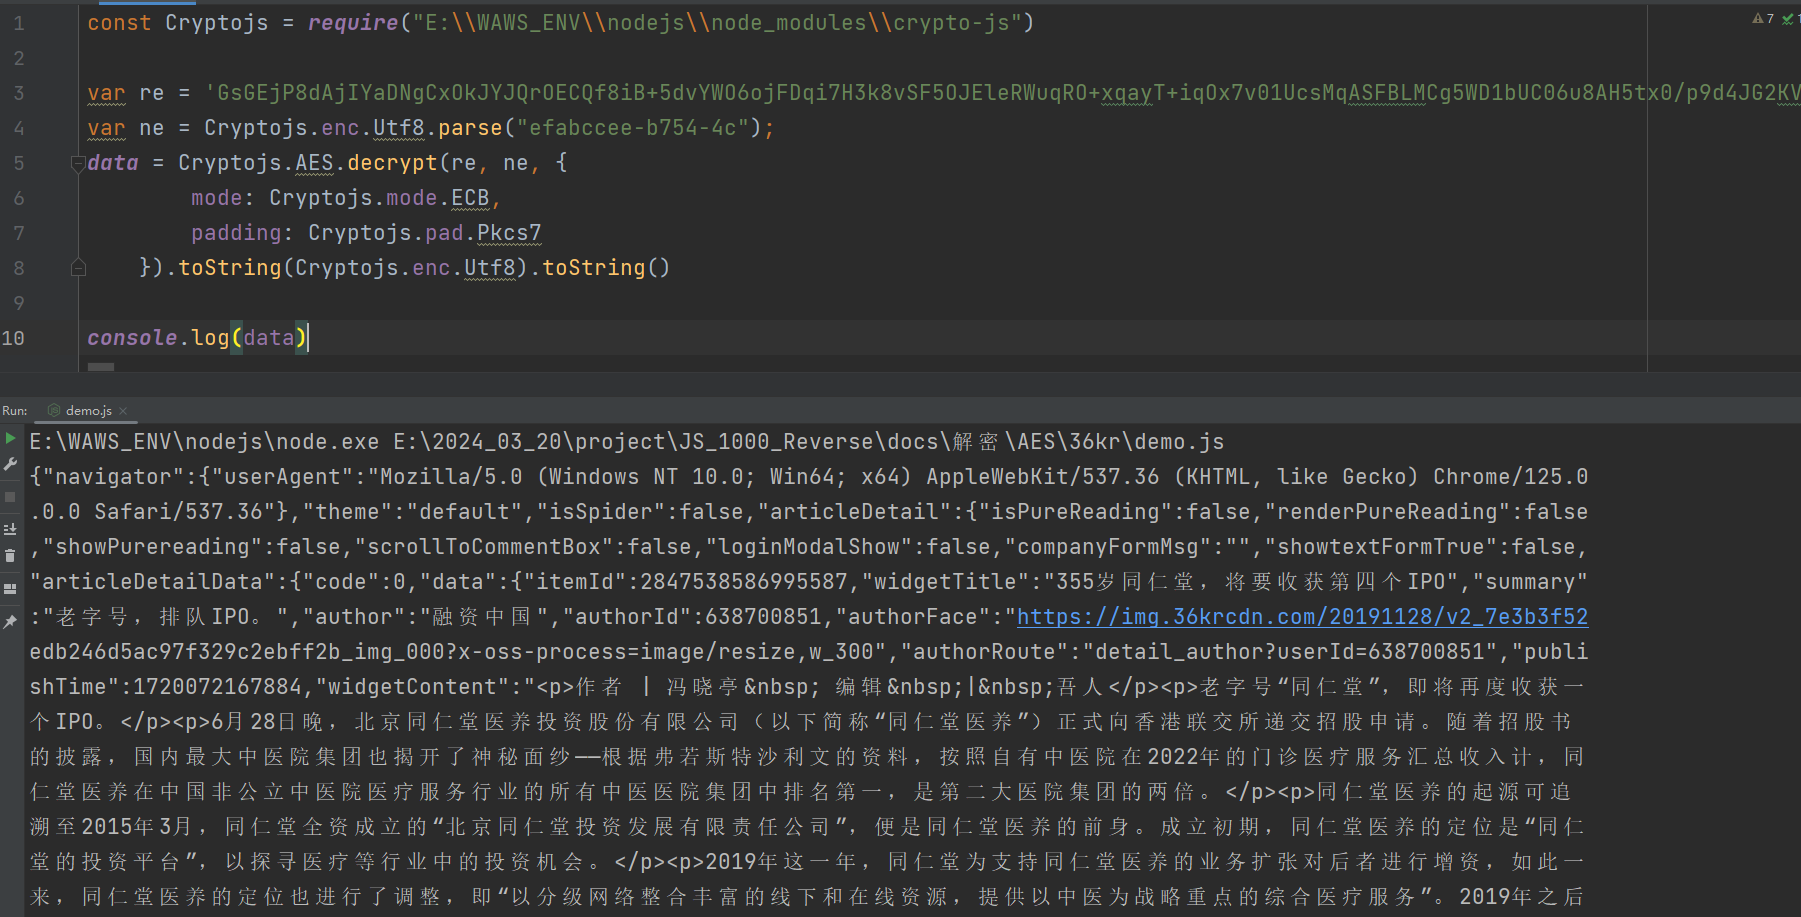 ⚠7 ✓1
1 const Cryptojs = require("E:\\WAWS_ENV\\nodejs\\node_modules\\crypto-js")
2
3 var re = 'GsGEjP8dAjIYaDNgCxOkJYJQrOECQf8iB+5dvYWO6ojFDqi7H3k8vSF5OJEleRWuqRO+xqayT+iqOx7v01UcsMqASFBLMCg5WD1bUC06u8AH5tx0/p9d4JG2KV
4 var ne = Cryptojs.enc.Utf8.parse("efabccee-b754-4c");
5 data = Cryptojs.AES.decrypt(re, ne, {
6 mode: Cryptojs.mode.ECB,
7 padding: Cryptojs.pad.Pkcs7
8 }).toString(Cryptojs.enc.Utf8).toString()
9
10 console.log(data)
Run: demo.js ×
E:\WAWS_ENV\nodejs\node.exe E:\2024_03_20\project\JS_1000_Reverse\docs\解密\AES\36kr\demo.js
{"navigator":{"userAgent":"Mozilla/5.0 (Windows NT 10.0; Win64; x64) AppleWebKit/537.36 (KHTML, like Gecko) Chrome/125.0
.0.0 Safari/537.36"},"theme":"default","isSpider":false,"articleDetail":{"isPureReading":false,"renderPureReading":false
,"showPurereading":false,"scrollToCommentBox":false,"loginModalShow":false,"companyFormMsg":"","showtextFormTrue":false,
"articleDetailData":{"code":0,"data":{"itemId":2847538586995587,"widgetTitle":"355岁同仁堂，将要收获第四个IPO","summary"
:"老字号，排队IPO。","author":"融资中国","authorId":638700851,"authorFace":"https://img.36krcdn.com/20191128/v2_7e3b3f52
edb246d5ac97f329c2ebff2b_img_000?x-oss-process=image/resize,w_300","authorRoute":"detail_author?userId=638700851","publi
shTime":1720072167884,"widgetContent":"<p>作者 | 冯晓亭&nbsp; 编辑&nbsp;|&nbsp;吾人</p><p>老字号“同仁堂”，即将再度收获一
个IPO。</p><p>6月28日晚，北京同仁堂医养投资股份有限公司（以下简称“同仁堂医养”）正式向香港联交所递交招股申请。随着招股书
的披露，国内最大中医院集团也揭开了神秘面纱——根据弗若斯特沙利文的资料，按照自有中医院在2022年的门诊医疗服务汇总收入计，同
仁堂医养在中国非公立中医院医疗服务行业的所有中医医院集团中排名第一，是第二大医院集团的两倍。</p><p>同仁堂医养的起源可追
溯至2015年3月，同仁堂全资成立的“北京同仁堂投资发展有限责任公司”，便是同仁堂医养的前身。成立初期，同仁堂医养的定位是“同仁
堂的投资平台”，以探寻医疗等行业中的投资机会。</p><p>2019年这一年，同仁堂为支持同仁堂医养的业务扩张对后者进行增资，如此一
来，同仁堂医养的定位也进行了调整，即“以分级网络整合丰富的线下和在线资源，提供以中医为战略重点的综合医疗服务”。2019年之后